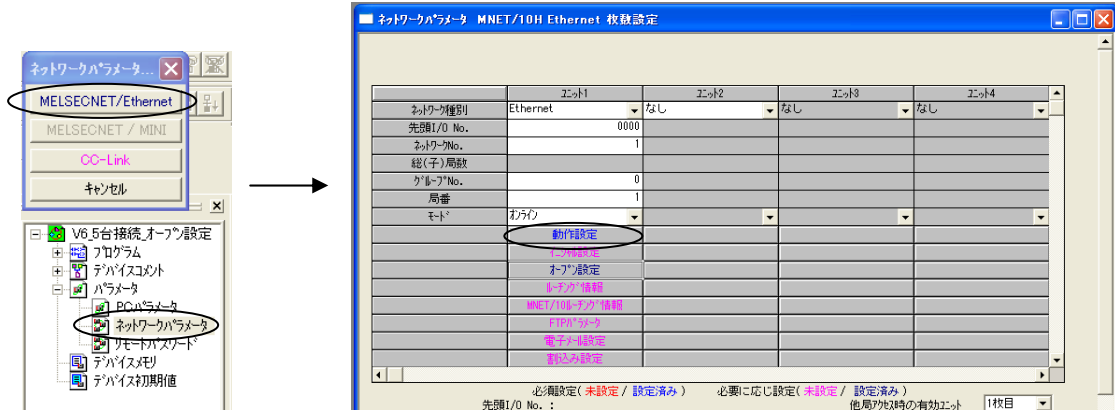 ネットワークパラメータ...
MELSECNET/Ethernet
MELSECNET / MINI
CC-Link
キャンセル
V6_5台接続_オープン設定
プログラム
デバイスコメント
パラメータ
PCパラメータ
ネットワークパラメータ
リモートパスワード
デバイスメモリ
デバイス初期値
ネットワークパラメータ MNET/10H Ethernet 枚数設定
ユニット1 ユニット2 ユニット3 ユニット4
ネットワーク種別 Ethernet なし なし なし
先頭I/O No. 0000
ネットワークNo. 1
総(子)局数
グループNo. 0
局番 1
モード オンライン
動作設定
イニシャル設定
オープン設定
ルーチング情報
MNET/10ルーチング情報
FTPパラメータ
電子メール設定
割込み設定
必須設定( 未設定 / 設定済み ) 必要に応じ設定( 未設定 / 設定済み )
先頭I/O No. : 他局アクセス時の有効ユニット 1枚目